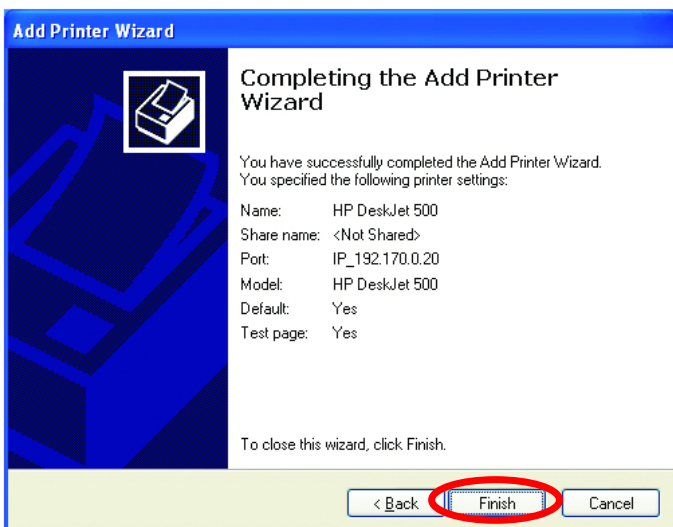 Add Printer Wizard
Completing the Add Printer
Wizard
You have successfully completed the Add Printer Wizard.
You specified the following printer settings:
Name: HP DeskJet 500
Share name: <Not Shared>
Port: IP_192.170.0.20
Model: HP DeskJet 500
Default: Yes
Test page: Yes
To close this wizard, click Finish.
< Back Finish Cancel